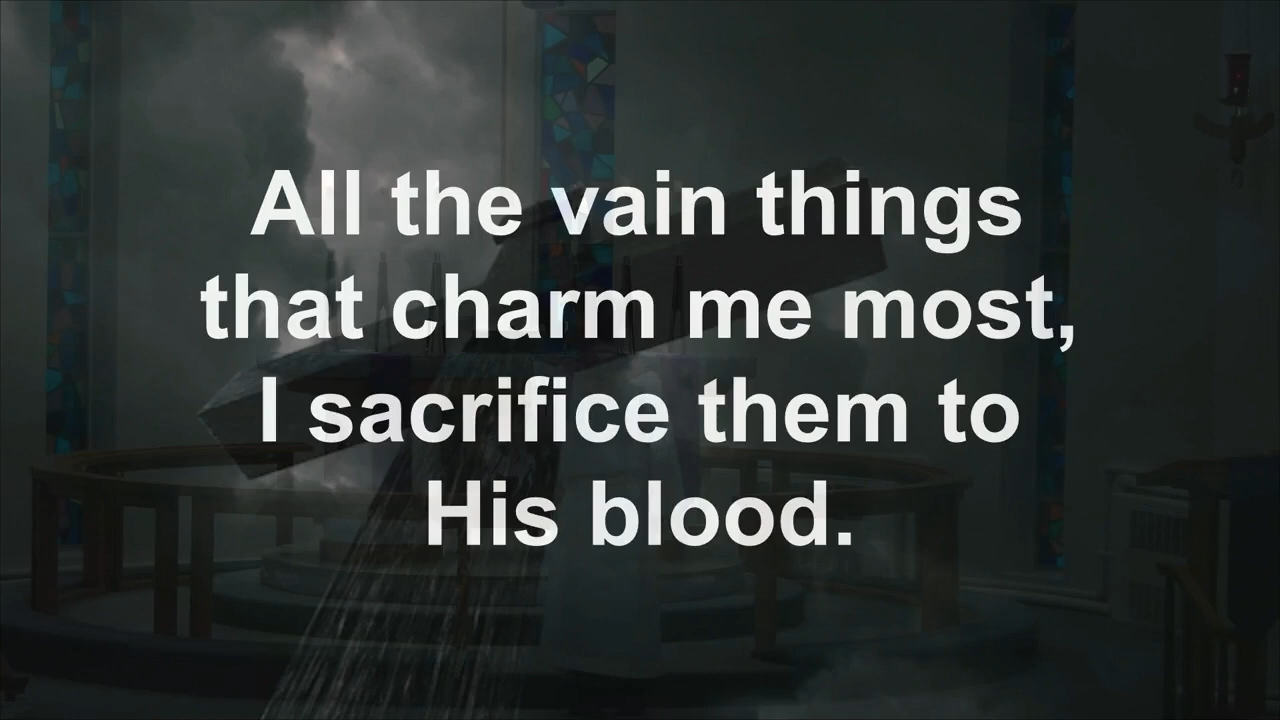 All the vain things
that charm me most,
I sacrifice them to
His blood.